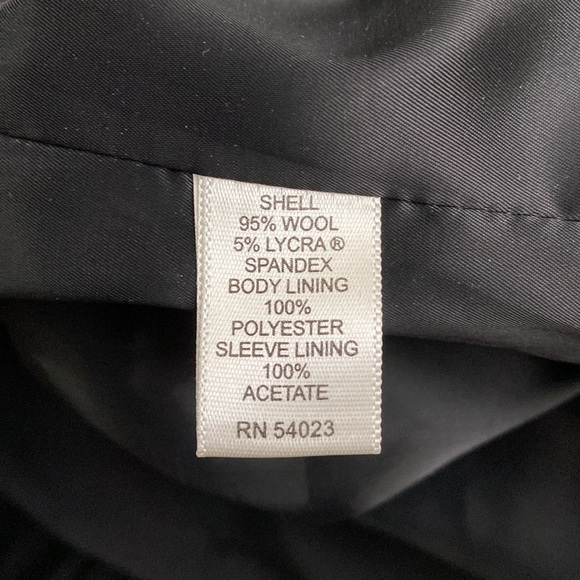 SHELL
95% WOOL
5% LYCRA ®
SPANDEX
BODY LINING
100%
POLYESTER
SLEEVE LINING
100%
ACETATE
RN 54023